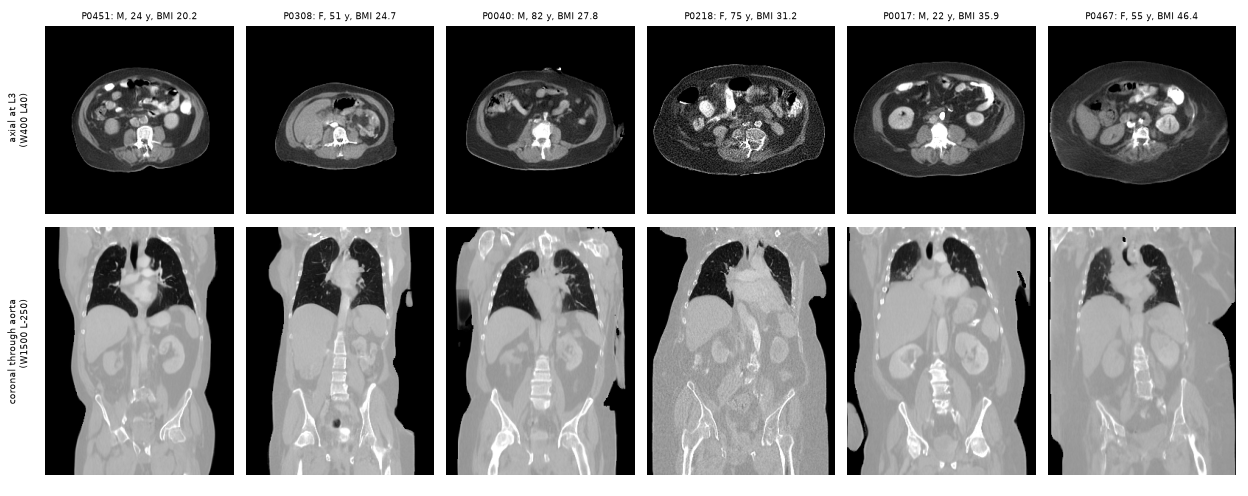 P0451: M, 24 y, BMI 20.2
P0308: F, 51 y, BMI 24.7
P0040: M, 82 y, BMI 27.8
P0218: F, 75 y, BMI 31.2
P0017: M, 22 y, BMI 35.9
P0467: F, 55 y, BMI 46.4
axial at L3
(W400 L40)
coronal through aorta
(W1500 L-250)